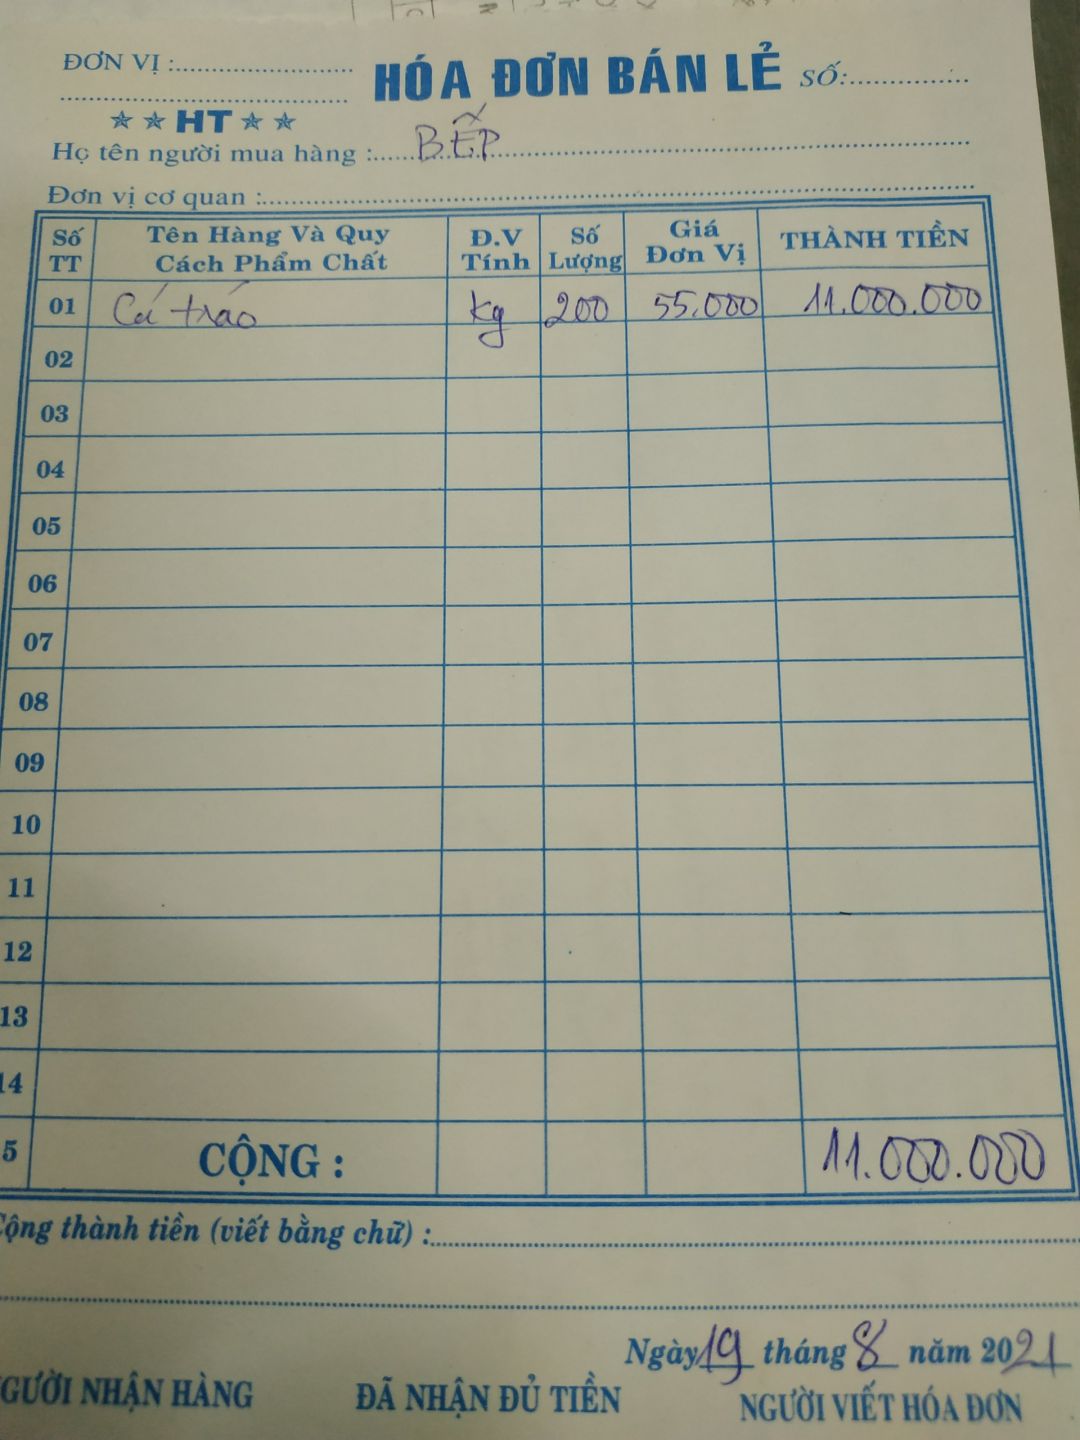 ĐƠN VỊ :
HÓA ĐƠN BÁN LẺ
SỐ:
HT
Họ tên người mua hàng : BẾP
Đơn vị cơ quan :
Số TT Tên Hàng Và Quy Cách Phẩm Chất Đ.V Tính Số Lượng Giá Đơn Vị THÀNH TIỀN
01 Cá tráo kg 200 55.000 11.000.000
02
03
04
05
06
07
08
09
10
11
12
13
14
5 CỘNG : 11.000.000
Cộng thành tiền (viết bằng chữ) :
Ngày 19 tháng 8 năm 2021
GƯỜI NHẬN HÀNG ĐÃ NHẬN ĐỦ TIỀN NGƯỜI VIẾT HÓA ĐƠN